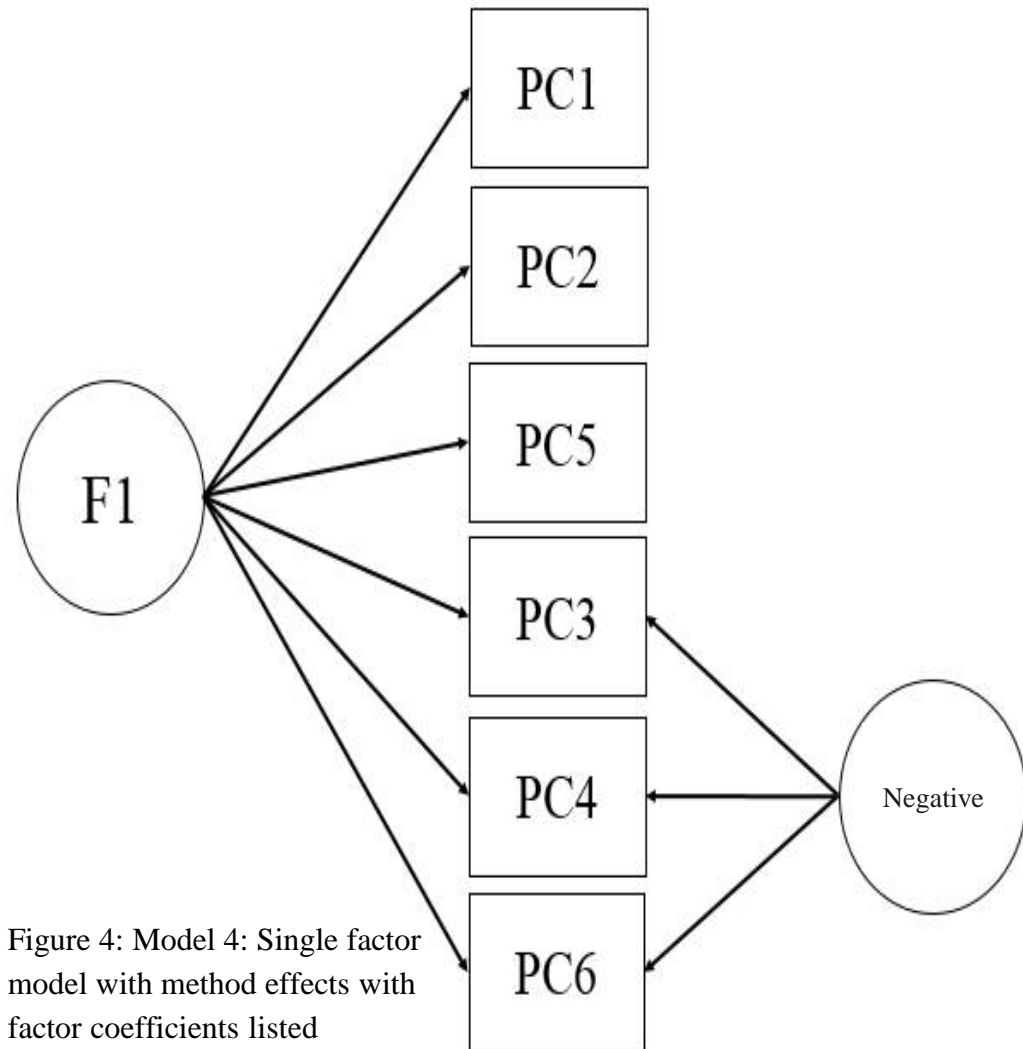 PC1
PC2
PC5
F1
PC3
PC4
Negative
PC6
Figure 4: Model 4: Single factor
model with method effects with
factor coefficients listed